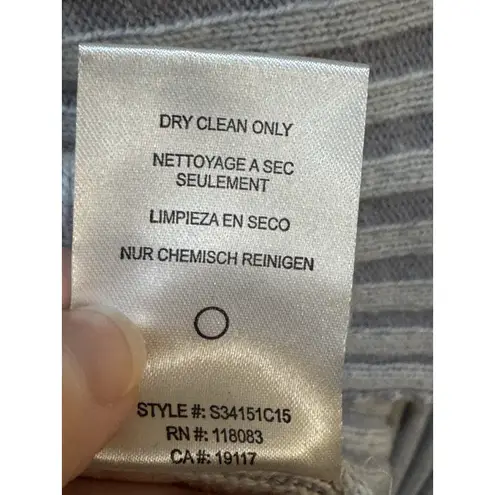 DRY CLEAN ONLY
NETTOYAGE A SEC
SEULEMENT
LIMPIEZA EN SECO
NUR CHEMISCH REINIGEN
STYLE #: S34151C15
RN #: 118083
CA #: 19117